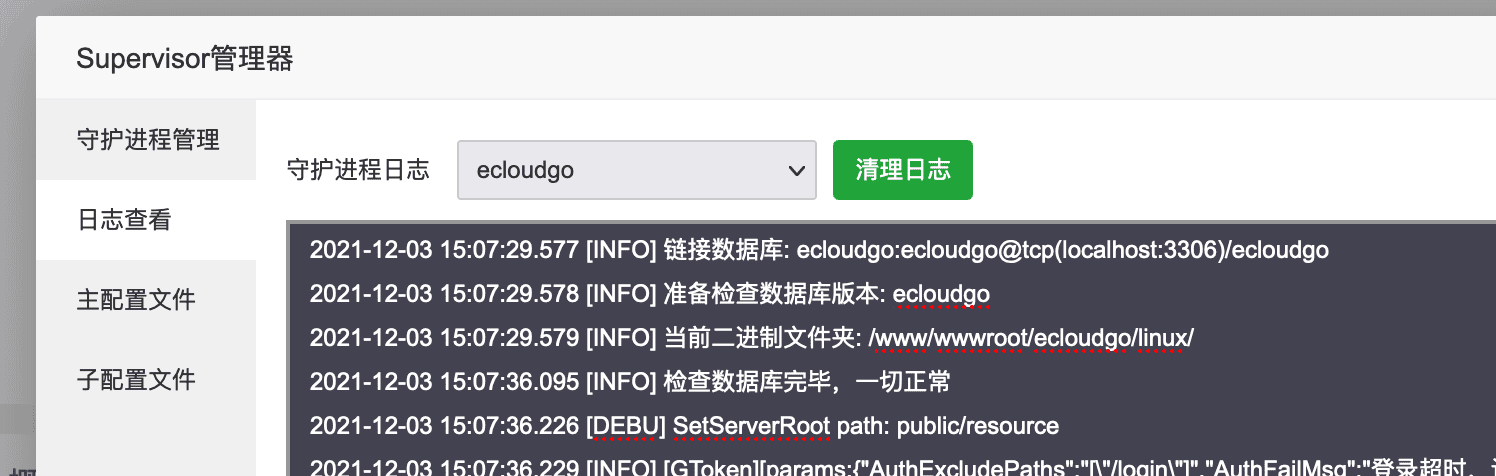 Supervisor管理器
守护进程管理
日志查看
主配置文件
子配置文件
守护进程日志 ecloudgo 清理日志
2021-12-03 15:07:29.577 [INFO] 链接数据库: ecloudgo:ecloudgo@tcp(localhost:3306)/ecloudgo
2021-12-03 15:07:29.578 [INFO] 准备检查数据库版本: ecloudgo
2021-12-03 15:07:29.579 [INFO] 当前二进制文件夹: /www/wwwroot/ecloudgo/linux/
2021-12-03 15:07:36.095 [INFO] 检查数据库完毕，一切正常
2021-12-03 15:07:36.226 [DEBU] SetServerRoot path: public/resource
2021-12-03 15:07:36.229 [INFO] [GToken][params:{"AuthExcludePaths":"[\"/login\"]","AuthFailMsg":"登录超时，